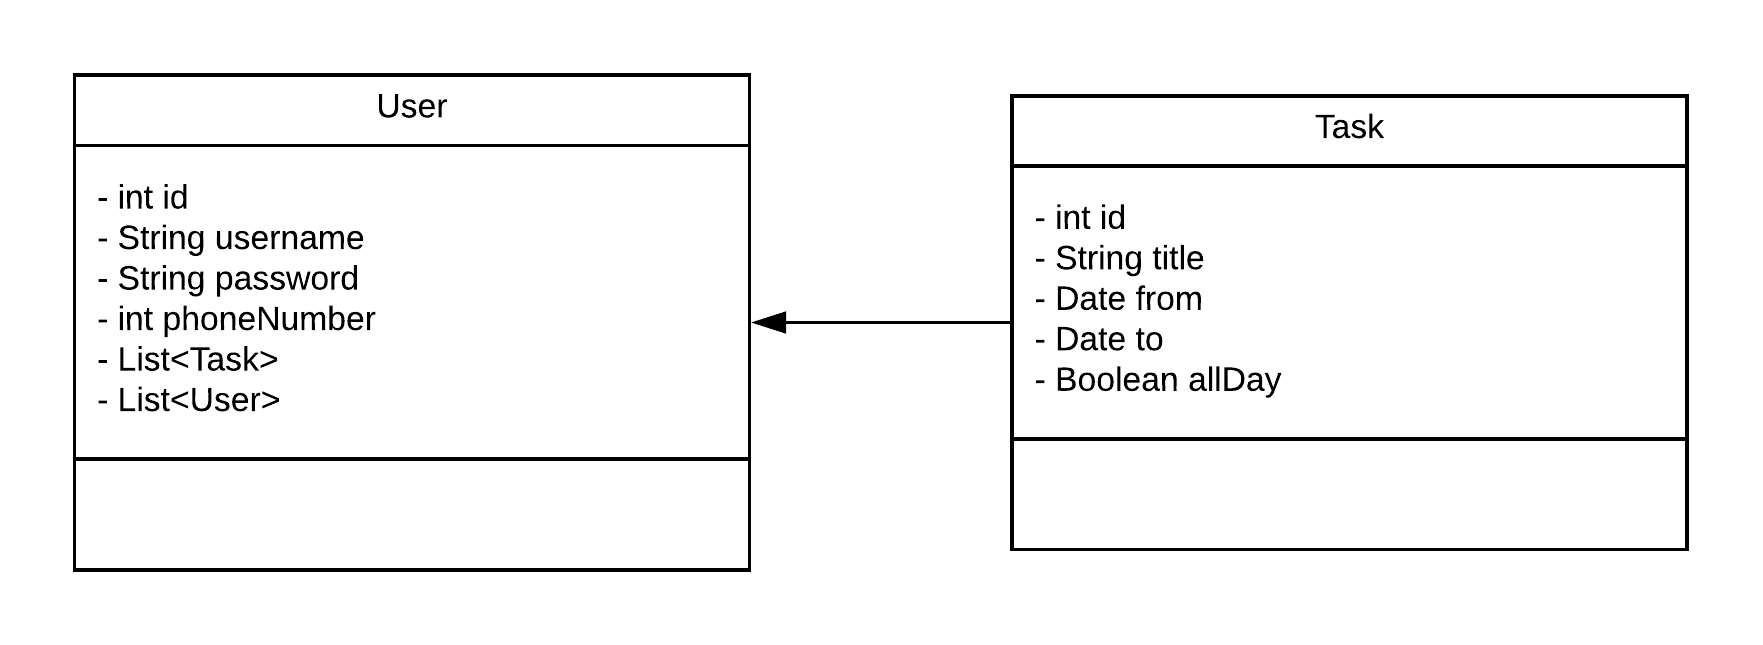 User
- int id
- String username
- String password
- int phoneNumber
- List<Task>
- List<User>
Task
- int id
- String title
- Date from
- Date to
- Boolean allDay